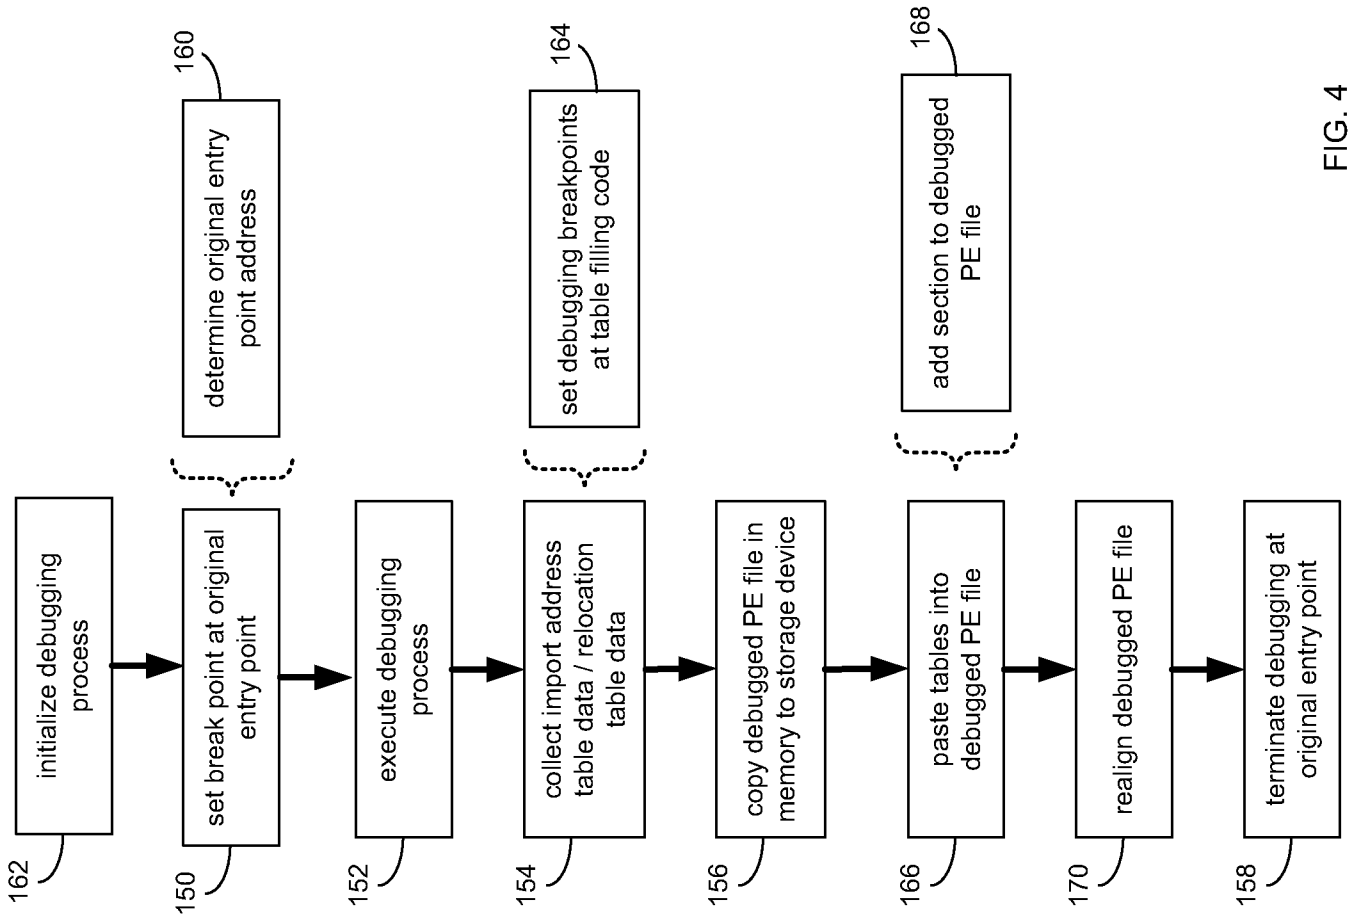 162
initialize debugging
process
150
set break point at original
entry point
160
determine original entry
point address
152
execute debugging
process
154
collect import address
table data / relocation
table data
164
set debugging breakpoints
at table filling code
156
copy debugged PE file in
memory to storage device
166
paste tables into
debugged PE file
168
add section to debugged
PE file
170
realign debugged PE file
158
terminate debugging at
original entry point
FIG. 4